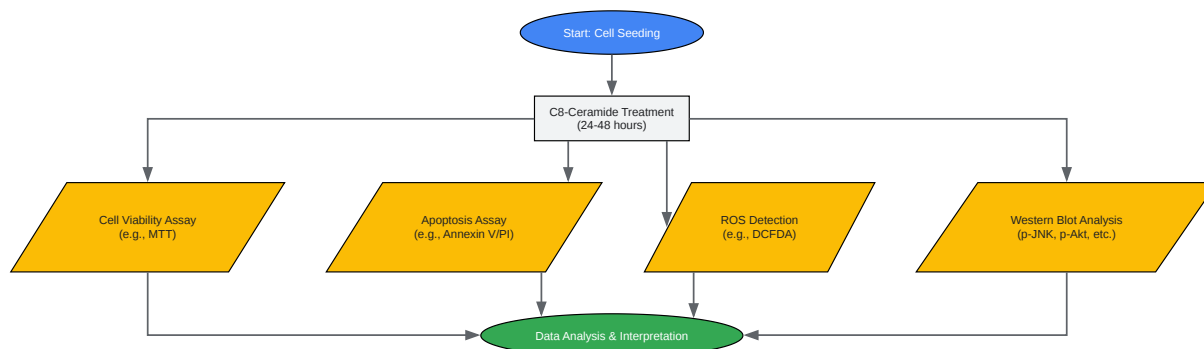 Start: Cell Seeding
C8-Ceramide Treatment
(24-48 hours)
Cell Viability Assay
(e.g., MTT)
Apoptosis Assay
(e.g., Annexin V/PI)
ROS Detection
(e.g., DCFDA)
Western Blot Analysis
(p-JNK, p-Akt, etc.)
Data Analysis & Interpretation